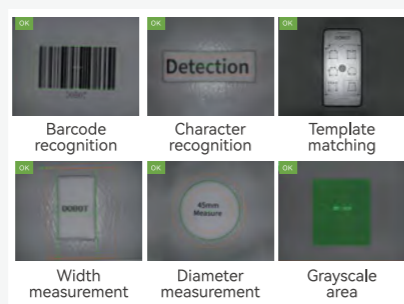 OK
OK
OK
Detection
Barcode
recognition
Character
recognition
Template
matching
OK
OK
OK
DOBOT
45mm
Measure
Width
measurement
Diameter
measurement
Grayscale
area